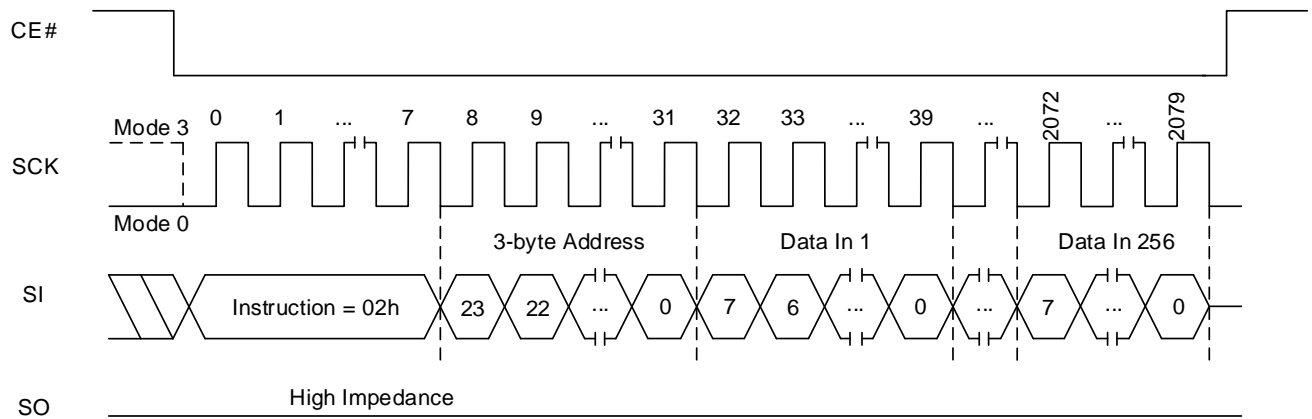 CE#
0 1 ... 7 8 9 ... 31 32 33 ... 39 ... 2072 ... 2079
Mode 3
SCK
Mode 0
3-byte Address Data In 1 Data In 256
SI
Instruction = 02h 23 22 ... 0 7 6 ... 0 ... 7 ... 0
High Impedance
SO